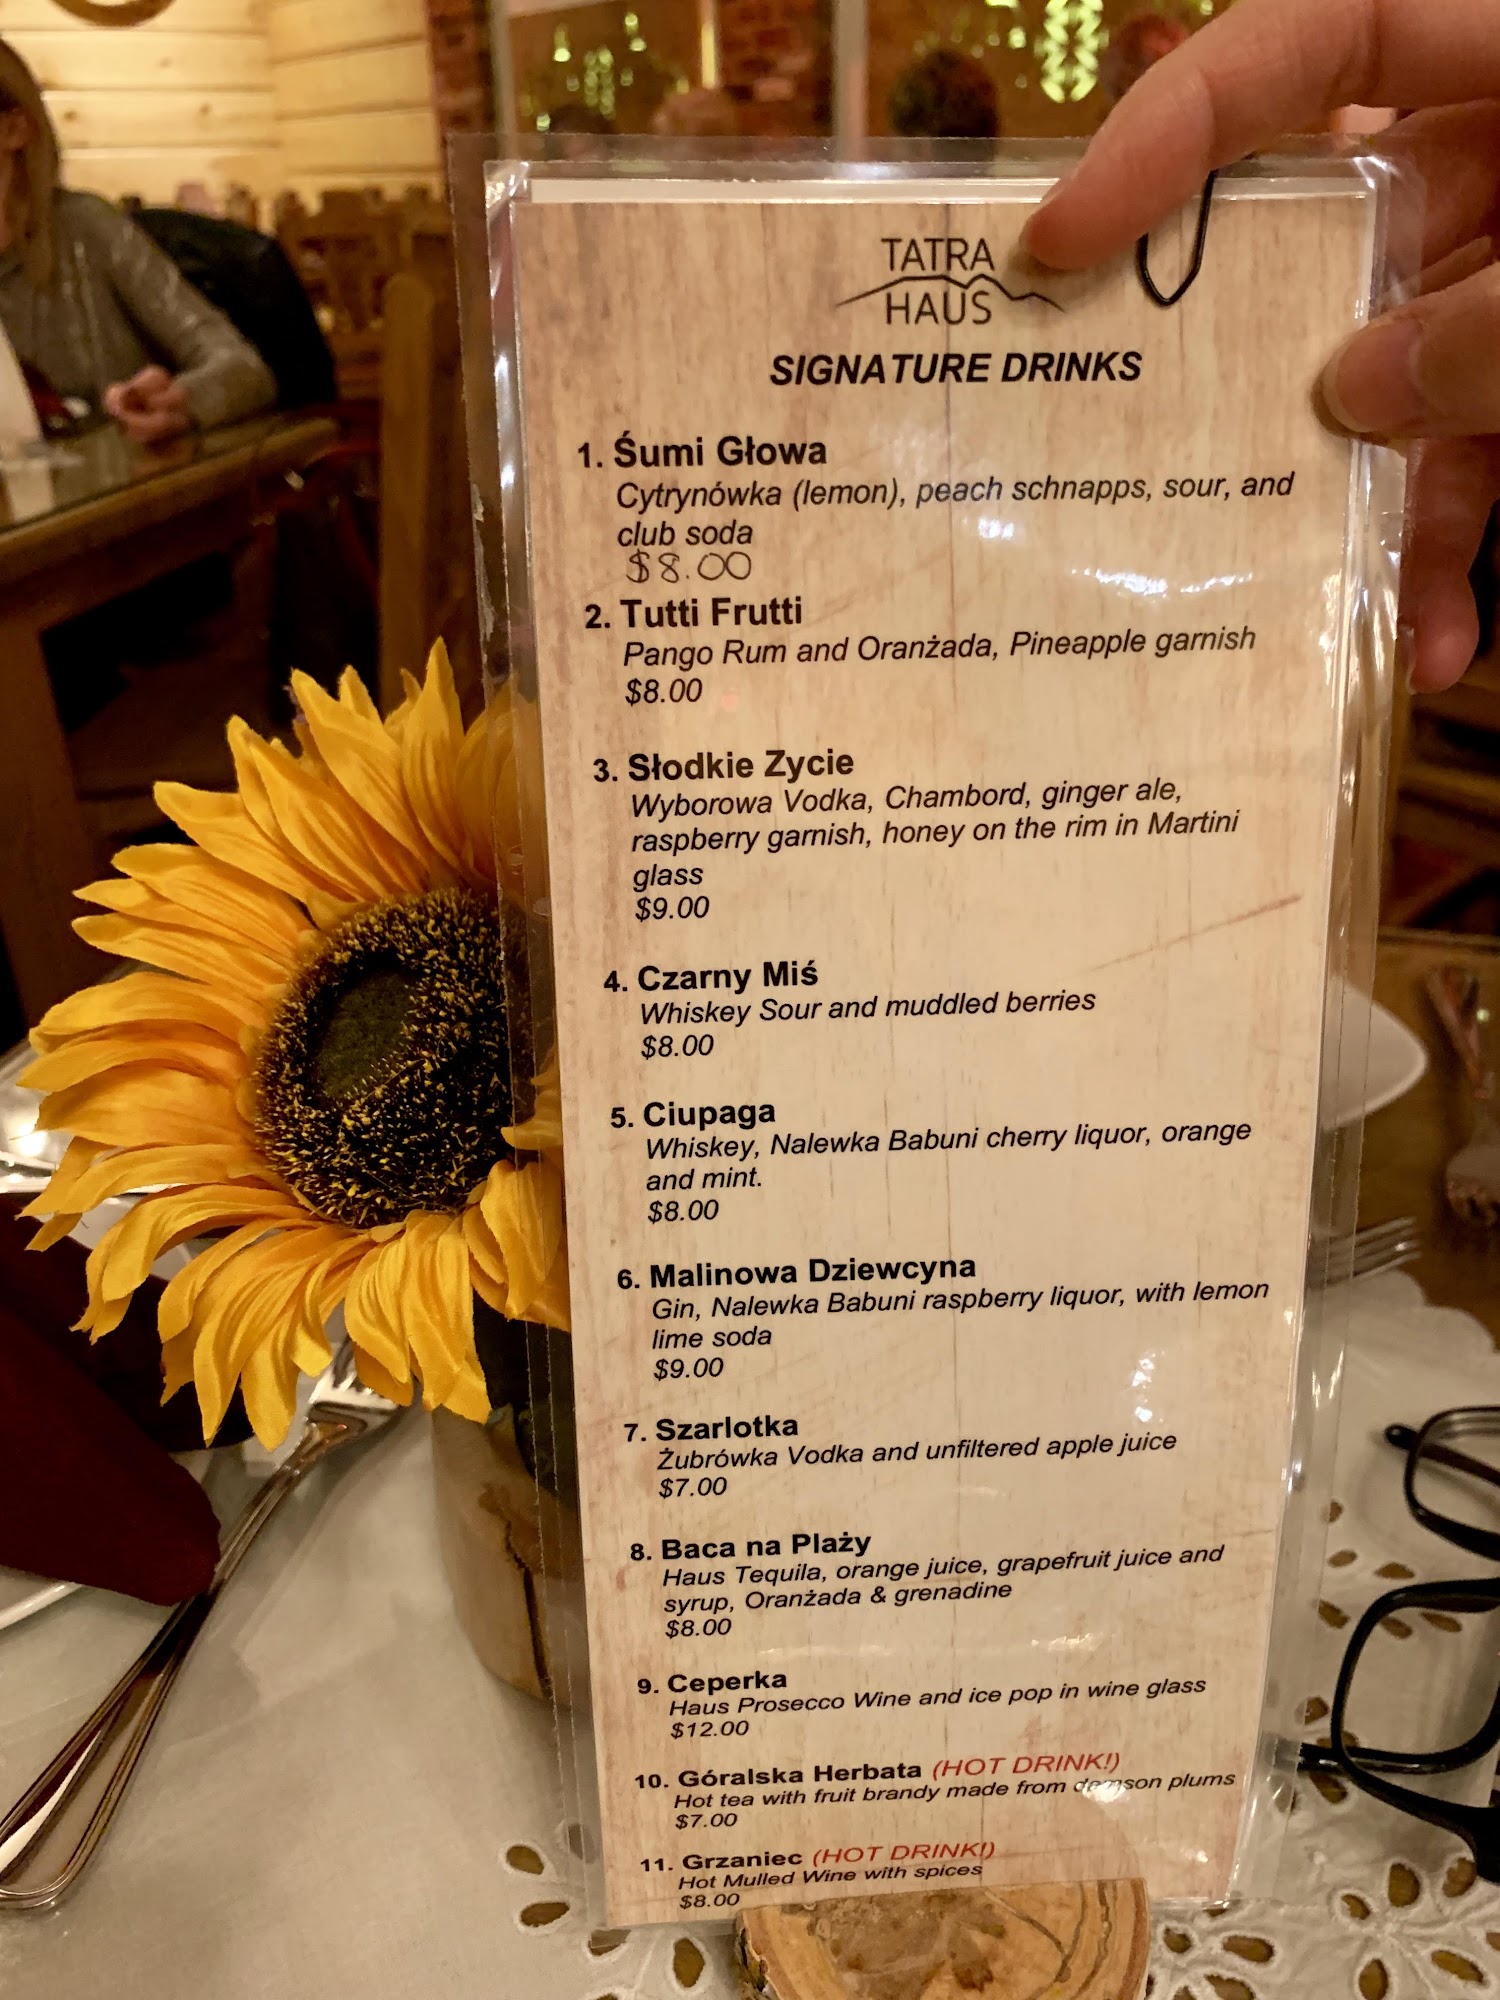 TATRA
HAUS
SIGNATURE DRINKS
1. Śumi Głowa
Cytrynówka (lemon), peach schnapps, sour, and
club soda
$8.00
2. Tutti Frutti
Pango Rum and Oranżada, Pineapple garnish
$8.00
3. Słodkie Zycie
Wyborowa Vodka, Chambord, ginger ale,
raspberry garnish, honey on the rim in Martini
glass
$9.00
4. Czarny Miś
Whiskey Sour and muddled berries
$8.00
5. Ciupaga
Whiskey, Nalewka Babuni cherry liquor, orange
and mint.
$8.00
6. Malinowa Dziewcyna
Gin, Nalewka Babuni raspberry liquor, with lemon
lime soda
$9.00
7. Szarlotka
Żubrówka Vodka and unfiltered apple juice
$7.00
8. Baca na Plaży
Haus Tequila, orange juice, grapefruit juice and
syrup, Oranżada & grenadine
$8.00
9. Ceperka
Haus Prosecco Wine and ice pop in wine glass
$12.00
10. Góralska Herbata (HOT DRINK!)
Hot tea with fruit brandy made from damson plums
$7.00
11. Grzaniec (HOT DRINK!)
Hot Mulled Wine with spices
$8.00